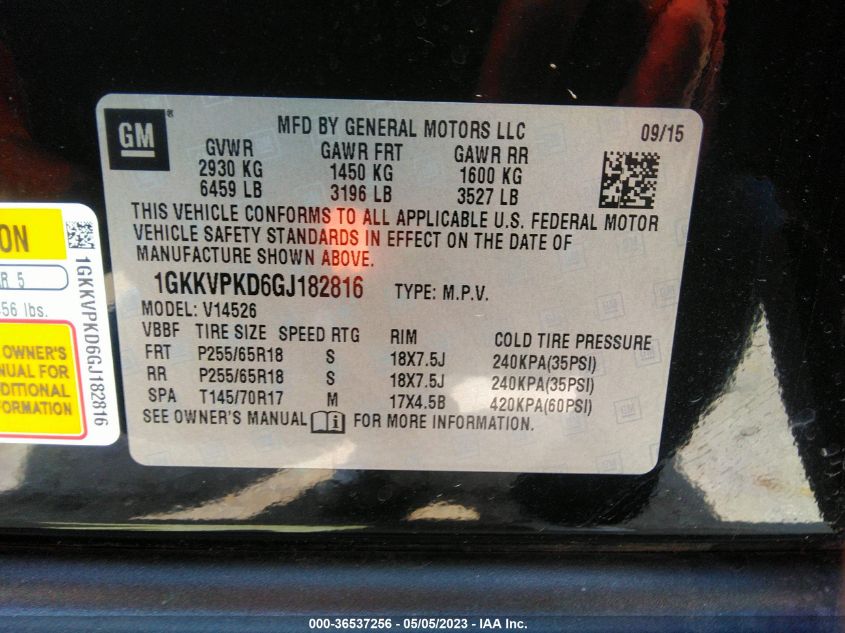 GM
MFD BY GENERAL MOTORS LLC
09/15
GVWR GAWR FRT GAWR RR
2930 KG 1450 KG 1600 KG
6459 LB 3196 LB 3527 LB
THIS VEHICLE CONFORMS TO ALL APPLICABLE U.S. FEDERAL MOTOR
VEHICLE SAFETY STANDARDS IN EFFECT ON THE DATE OF
MANUFACTURE SHOWN ABOVE.
1GKKVPKD6GJ182816 TYPE: M.P.V.
MODEL: V14526
VBBF TIRE SIZE SPEED RTG RIM COLD TIRE PRESSURE
FRT P255/65R18 S 18X7.5J 240KPA(35PSI)
RR P255/65R18 S 18X7.5J 240KPA(35PSI)
SPA T145/70R17 M 17X4.5B 420KPA(60PSI)
SEE OWNER'S MANUAL i FOR MORE INFORMATION.
ON
R 5
56 lbs.
OWNER'S
NUAL FOR
DITIONAL
FORMATION
1GKKVPKD6GJ182816
000-36537256 - 05/05/2023 - IAA Inc.